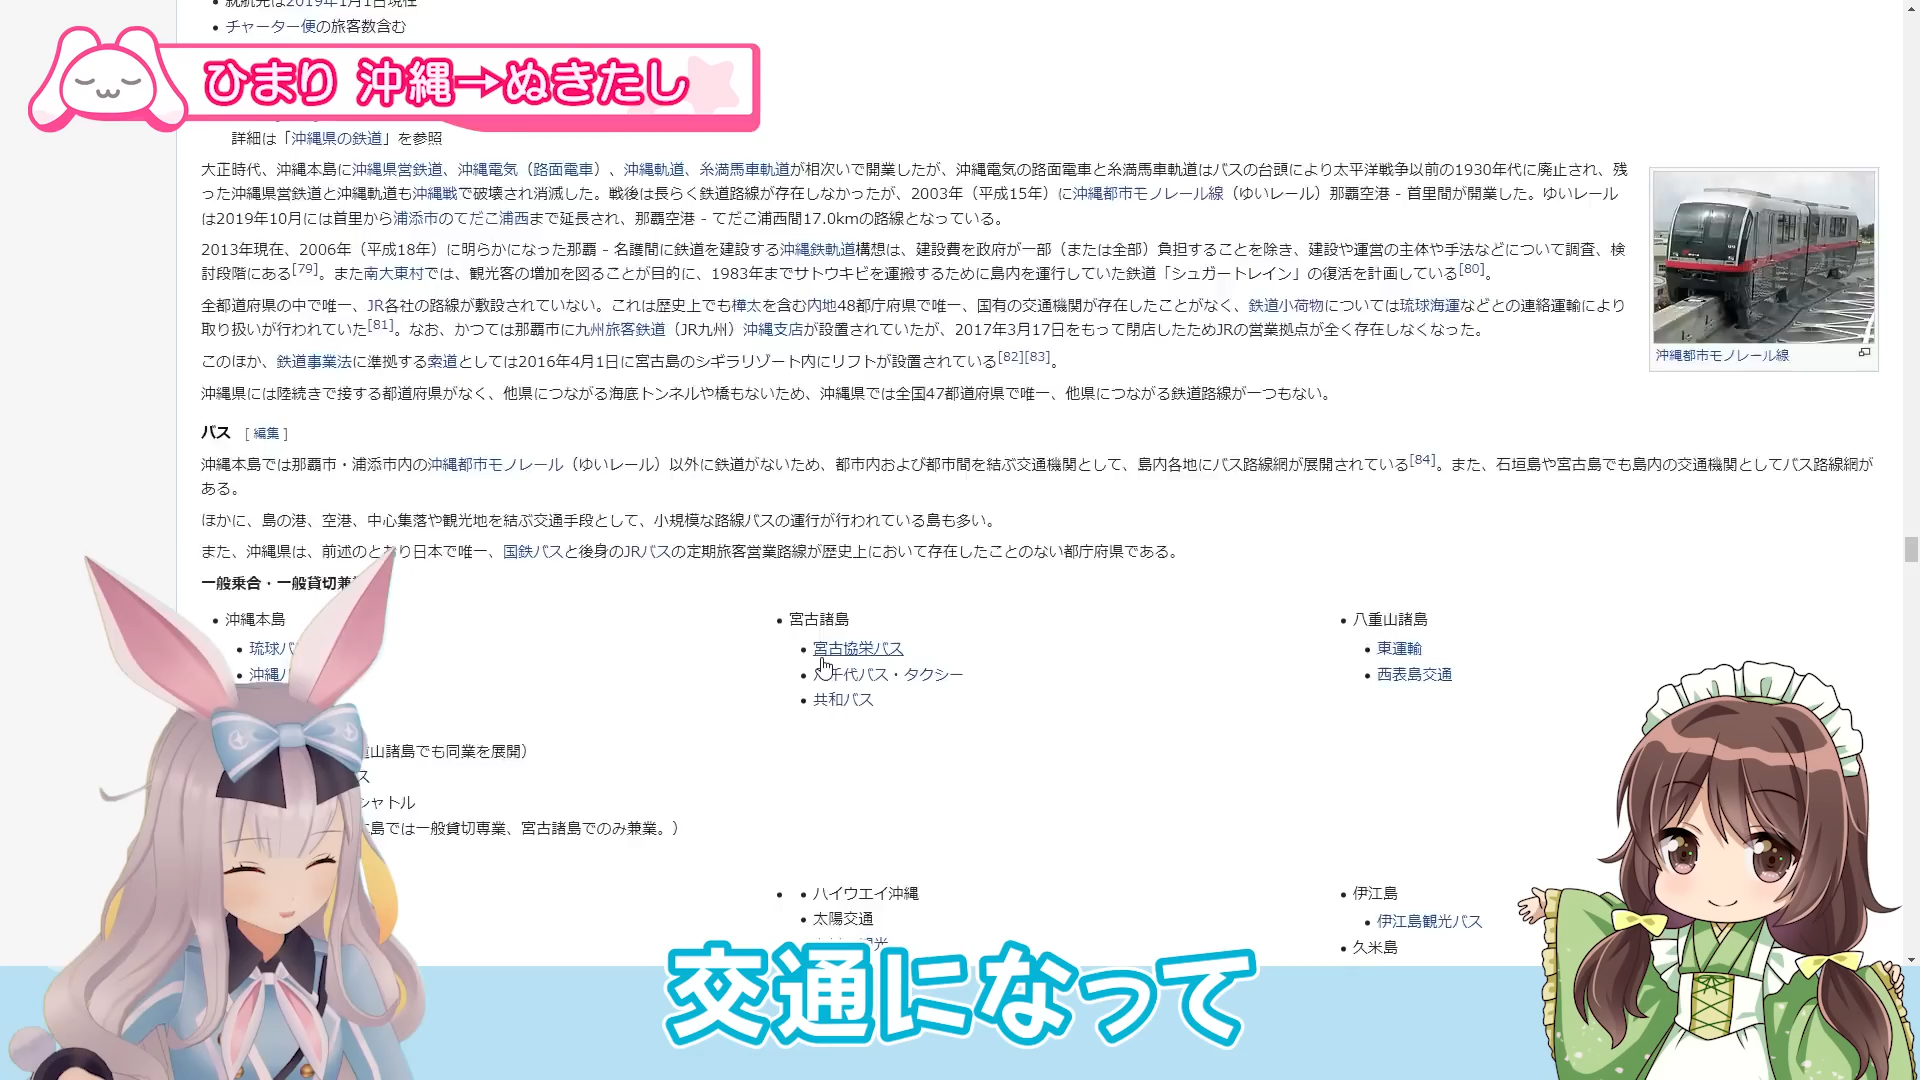 就航先は2019年1月1日現在
チャーター便の旅客数含む
ひまり 沖縄→ぬきたし
詳細は「沖縄県の鉄道」を参照
大正時代、沖縄本島に沖縄県営鉄道、沖縄電気（路面電車）、沖縄軌道、糸満馬車軌道が相次いで開業したが、沖縄電気の路面電車と糸満馬車軌道はバスの台頭により太平洋戦争以前の1930年代に廃止され、残
った沖縄県営鉄道と沖縄軌道も沖縄戦で破壊され消滅した。戦後は長らく鉄道路線が存在しなかったが、2003年（平成15年）に沖縄都市モノレール線（ゆいレール）那覇空港 - 首里間が開業した。ゆいレール
は2019年10月には首里から浦添市のてだこ浦西まで延長され、那覇空港 - てだこ浦西間17.0kmの路線となっている。
2013年現在、2006年（平成18年）に明らかになった那覇 - 名護間に鉄道を建設する沖縄鉄軌道構想は、建設費を政府が一部（または全部）負担することを除き、建設や運営の主体や手法などについて調査、検
討段階にある[79]。また南大東村では、観光客の増加を図ることが目的に、1983年までサトウキビを運搬するために島内を運行していた鉄道「シュガートレイン」の復活を計画している[80]。
全都道府県の中で唯一、JR各社の路線が敷設されていない。これは歴史上でも樺太を含む内地48都庁府県で唯一、国有の交通機関が存在したことがなく、鉄道小荷物については琉球海運などとの連絡運輸により
取り扱いが行われていた[81]。なお、かつては那覇市に九州旅客鉄道（JR九州）沖縄支店が設置されていたが、2017年3月17日をもって閉店したためJRの営業拠点が全く存在しなくなった。
このほか、鉄道事業法に準拠する索道としては2016年4月1日に宮古島のシギラリゾート内にリフトが設置されている[82][83]。
沖縄県には陸続きで接する都道府県がなく、他県につながる海底トンネルや橋もないため、沖縄県では全国47都道府県で唯一、他県につながる鉄道路線が一つもない。
沖縄都市モノレール線
バス [ 編集 ]
沖縄本島では那覇市・浦添市内の沖縄都市モノレール（ゆいレール）以外に鉄道がないため、都市内および都市間を結ぶ交通機関として、島内各地にバス路線網が展開されている[84]。また、石垣島や宮古島でも島内の交通機関としてバス路線網が
ある。
ほかに、島の港、空港、中心集落や観光地を結ぶ交通手段として、小規模な路線バスの運行が行われている島も多い。
また、沖縄県は、前述のとおり日本で唯一、国鉄バスと後身のJRバスの定期旅客営業路線が歴史上において存在したことのない都庁府県である。
一般乗合・一般貸切兼
沖縄本島
琉球バ
沖縄バ
重山諸島でも同業を展開）
ス
シャトル
本島では一般貸切専業、宮古諸島でのみ兼業。）
宮古諸島
宮古協栄バス
八千代バス・タクシー
共和バス
八重山諸島
東運輸
西表島交通
ハイウエイ沖縄
太陽交通
観光
伊江島
伊江島観光バス
久米島
交通になって